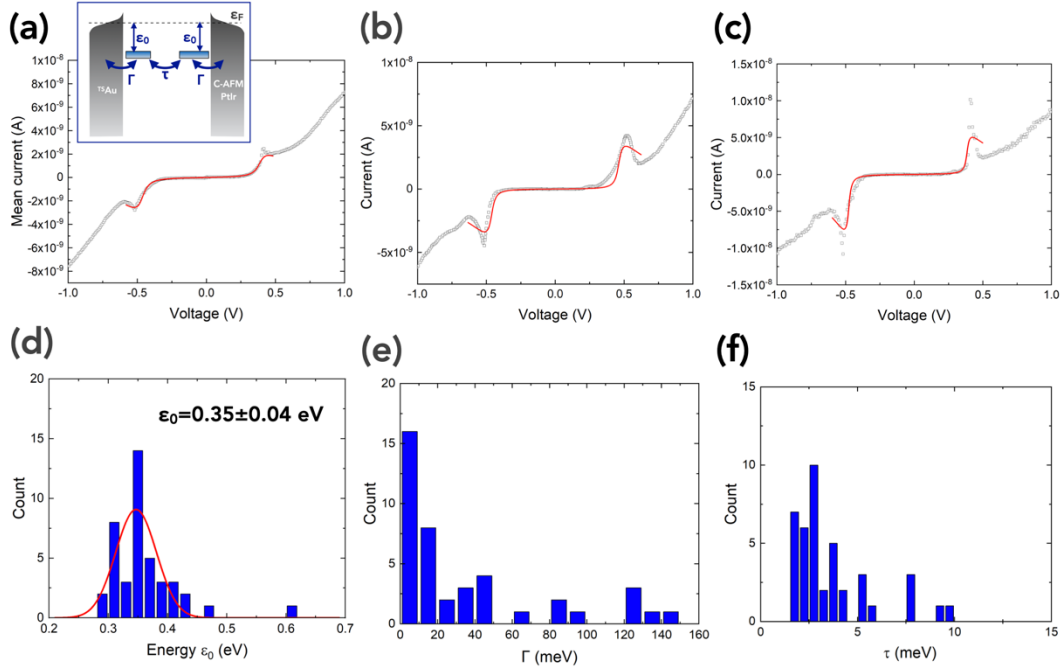 (a)
εF
ε0
ε0
Γ
τ
Γ
TSAu
C-AFM
PtIr
Mean current (A)
1x10-8
8x10-9
6x10-9
4x10-9
2x10-9
0
-2x10-9
-4x10-9
-6x10-9
-8x10-9
-1.0
-0.5
0.0
0.5
1.0
Voltage (V)
(b)
Current (A)
1x10-8
5x10-9
0
-5x10-9
-1.0
-0.5
0.0
0.5
1.0
Voltage (V)
(c)
Current (A)
1.5x10-8
1.0x10-8
5.0x10-9
0.0
-5.0x10-9
-1.0x10-8
-1.5x10-8
-1.0
-0.5
0.0
0.5
1.0
Voltage (V)
(d)
ε0=0.35±0.04 eV
Count
20
15
10
5
0
0.2
0.3
0.4
0.5
0.6
0.7
Energy ε0 (eV)
(e)
Count
20
15
10
5
0
0
20
40
60
80
100
120
140
160
Γ (meV)
(f)
Count
15
10
5
0
0
5
10
15
τ (meV)